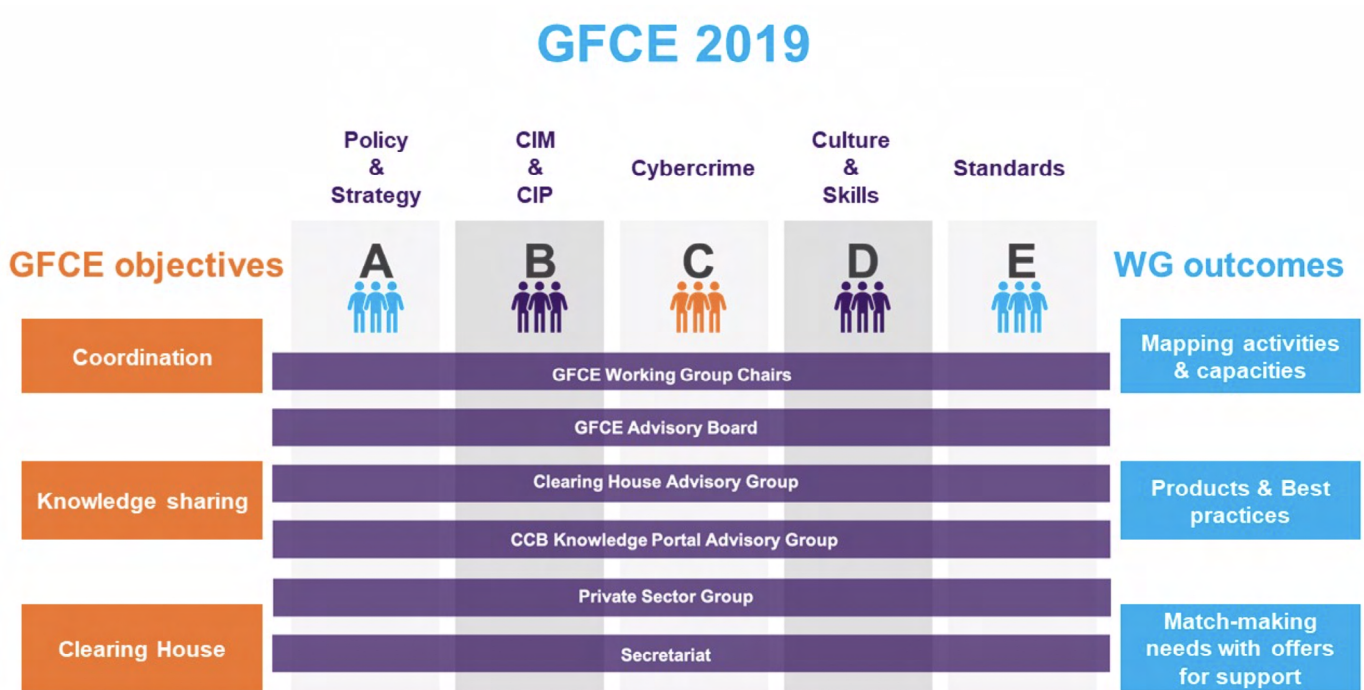 GFCE 2019
Policy
&
Strategy
CIM
&
CIP
Cybercrime
Culture
&
Skills
Standards
GFCE objectives
A
B
C
D
E
WG outcomes
Coordination
GFCE Working Group Chairs
Mapping activities
& capacities
GFCE Advisory Board
Knowledge sharing
Clearing House Advisory Group
Products & Best
practices
CCB Knowledge Portal Advisory Group
Private Sector Group
Clearing House
Secretariat
Match-making
needs with offers
for support